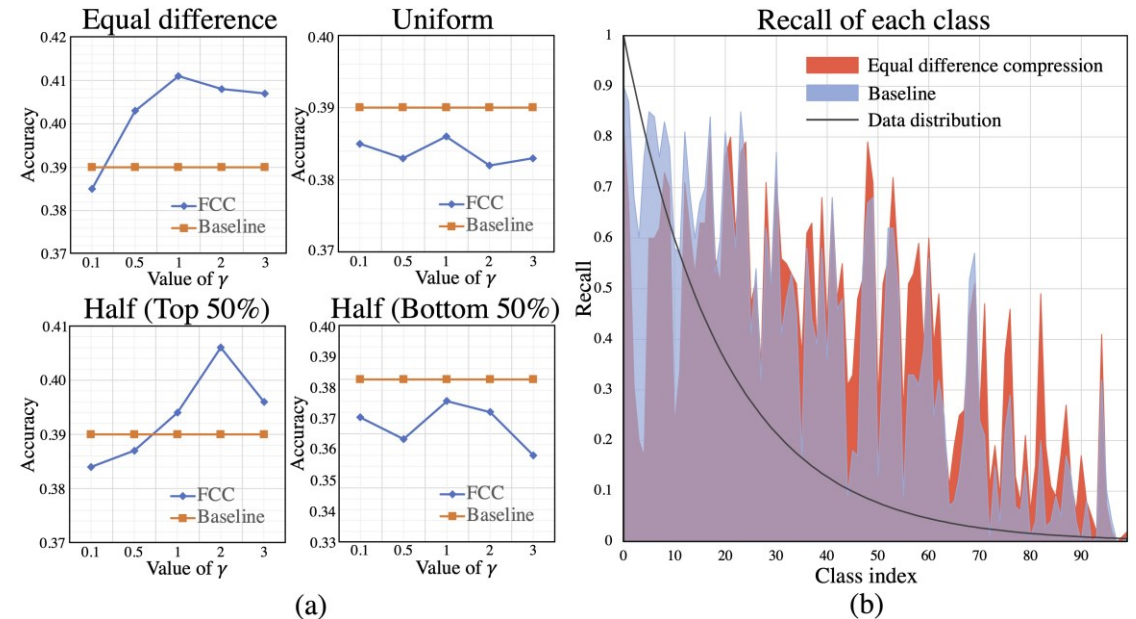 Equal difference
0.42
0.41
0.40
0.39
0.38
0.37
Accuracy
FCC
Baseline
0.1 0.5 1 2 3
Value of γ
Uniform
0.40
0.39
0.38
0.37
Accuracy
FCC
Baseline
0.1 0.5 1 2 3
Value of γ
Half (Top 50%)
0.41
0.40
0.39
0.38
0.37
Accuracy
FCC
Baseline
0.1 0.5 1 2 3
Value of γ
Half (Bottom 50%)
0.40
0.39
0.38
0.37
0.36
0.35
0.34
0.33
Accuracy
FCC
Baseline
0.1 0.5 1 2 3
Value of γ
(a)
Recall of each class
1
0.9
0.8
0.7
0.6
0.5
0.4
0.3
0.2
0.1
0
Recall
Equal difference compression
Baseline
Data distribution
0 10 20 30 40 50 60 70 80 90
Class index
(b)